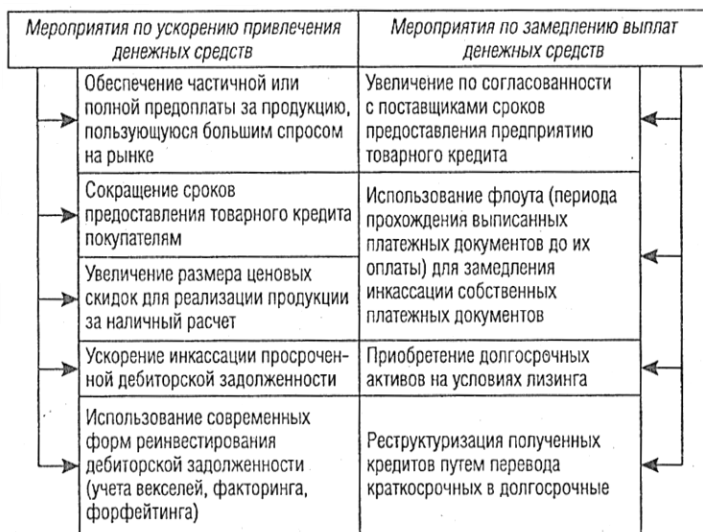 Мероприятия по ускорению привлечения
денежных средств
Мероприятия по замедлению выплат
денежных средств
Обеспечение частичной или
полной предоплаты за продукцию,
пользующуюся большим спросом
на рынке
Увеличение по согласованности
с поставщиками сроков
предоставления предприятию
товарного кредита
Сокращение сроков
предоставления товарного кредита
покупателям
Использование флоута (периода
прохождения выписанных
платежных документов до их
оплаты) для замедления
инкассации собственных
платежных документов
Увеличение размера ценовых
скидок для реализации продукции
за наличный расчет
Ускорение инкассации просрочен-
ной дебиторской задолженности
Приобретение долгосрочных
активов на условиях лизинга
Использование современных
форм реинвестирования
дебиторской задолженности
(учета векселей, факторинга,
форфейтинга)
Реструктуризация полученных
кредитов путем перевода
краткосрочных в долгосрочные